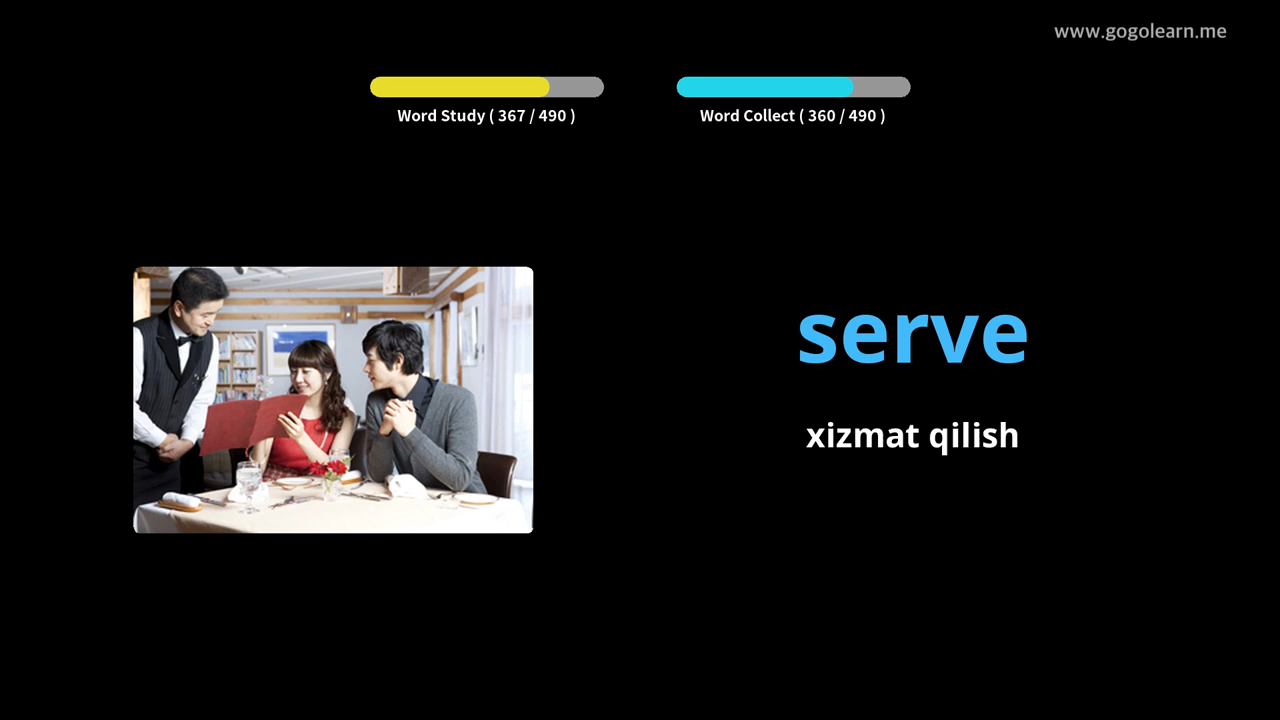 www.gogolearn.me
Word Study ( 367 / 490 )
Word Collect ( 360 / 490 )
serve
xizmat qilish